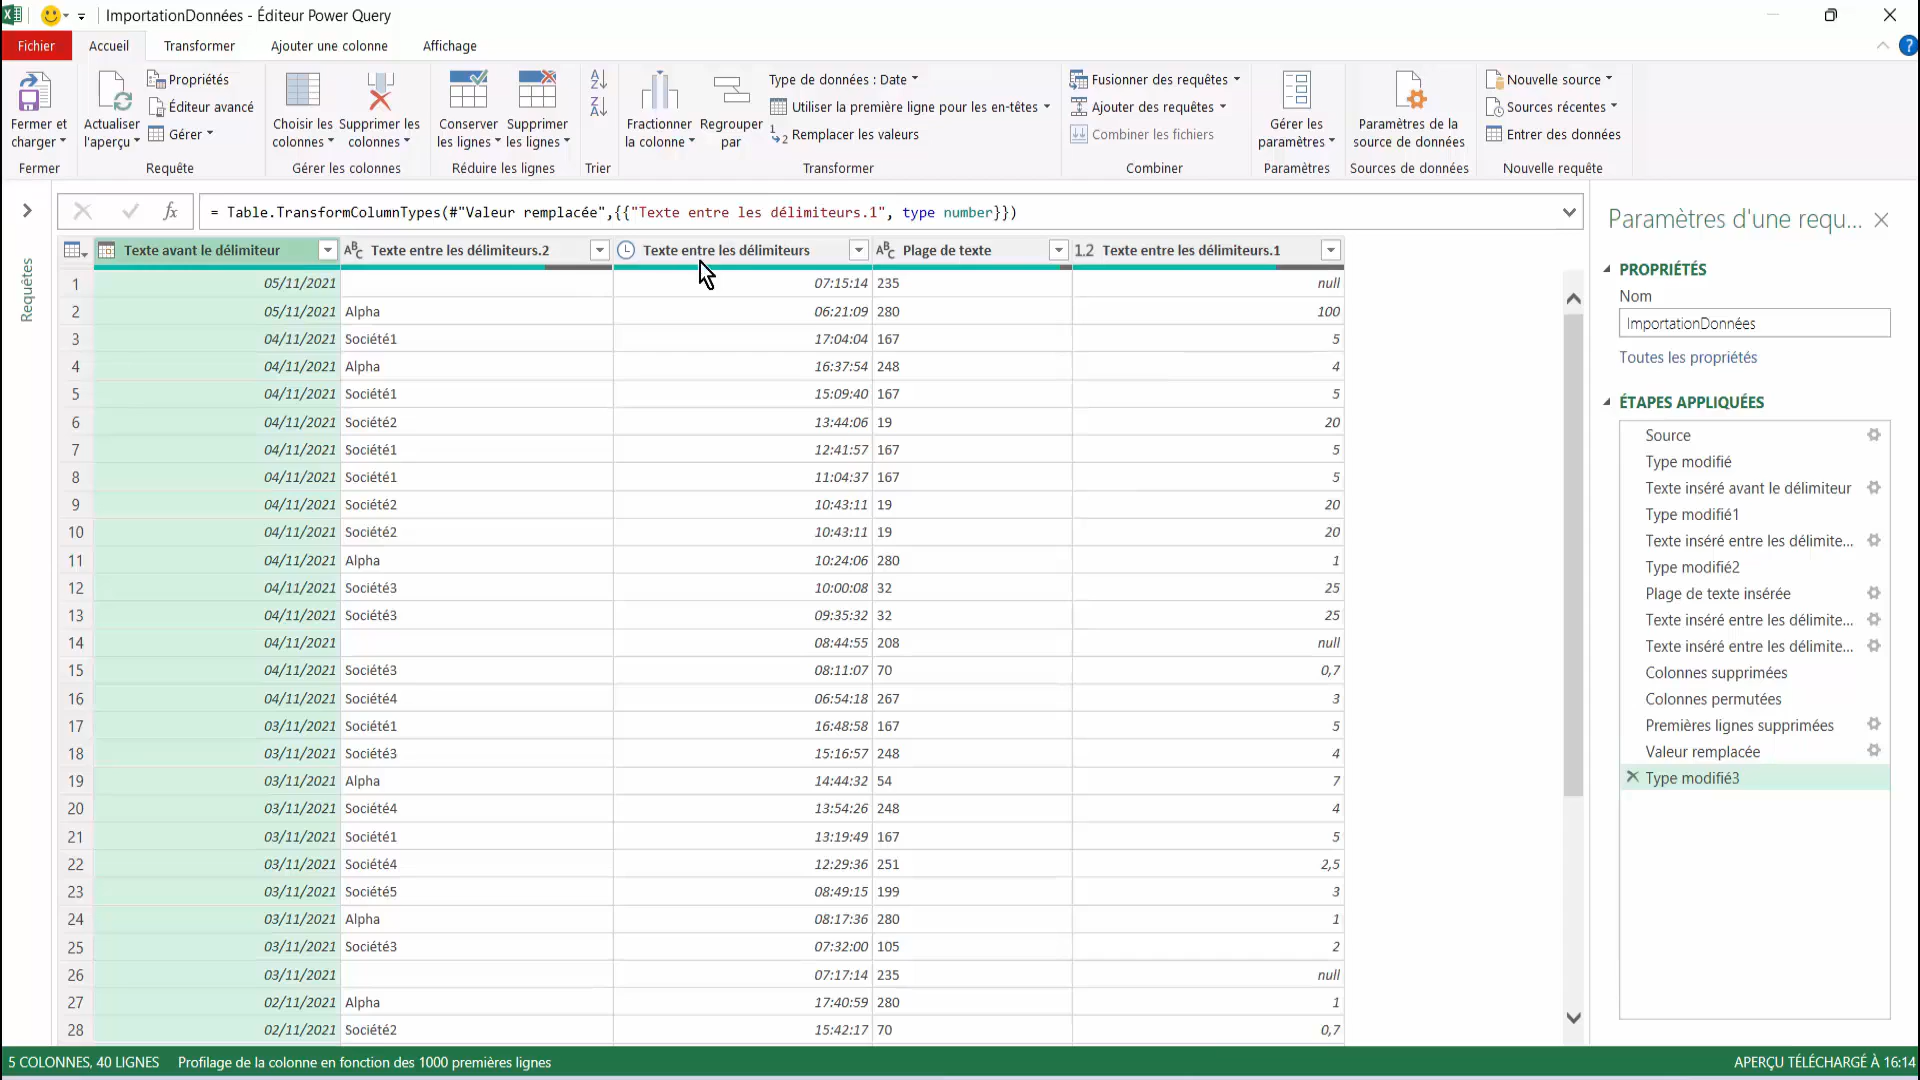 ImportationDonnées - Éditeur Power Query
Fichier
Accueil
Transformer
Ajouter une colonne
Affichage
?
Fermer et
charger
Fermer
Actualiser
l'aperçu
Propriétés
Éditeur avancé
Gérer
Requête
Choisir les
colonnes
Supprimer les
colonnes
Gérer les colonnes
Conserver
les lignes
Supprimer
les lignes
Réduire les lignes
Trier
Fractionner
la colonne
Regrouper
par
Type de données : Date
Utiliser la première ligne pour les en-têtes
Remplacer les valeurs
Transformer
Fusionner des requêtes
Ajouter des requêtes
Combiner les fichiers
Combiner
Gérer les
paramètres
Paramètres
Paramètres de la
source de données
Sources de données
Nouvelle source
Sources récentes
Entrer des données
Nouvelle requête
fx
= Table.TransformColumnTypes(#"Valeur remplacée",{{"Texte entre les délimiteurs.1", type number}})
Requêtes
Texte avant le délimiteur ABC Texte entre les délimiteurs.2 Texte entre les délimiteurs ABC Plage de texte 1.2 Texte entre les délimiteurs.1
1 05/11/2021 07:15:14 235 null
2 05/11/2021 Alpha 06:21:09 280 100
3 04/11/2021 Société1 17:04:04 167 5
4 04/11/2021 Alpha 16:37:54 248 4
5 04/11/2021 Société1 15:09:40 167 5
6 04/11/2021 Société2 13:44:06 19 20
7 04/11/2021 Société1 12:41:57 167 5
8 04/11/2021 Société1 11:04:37 167 5
9 04/11/2021 Société2 10:43:11 19 20
10 04/11/2021 Société2 10:43:11 19 20
11 04/11/2021 Alpha 10:24:06 280 1
12 04/11/2021 Société3 10:00:08 32 25
13 04/11/2021 Société3 09:35:32 32 25
14 04/11/2021 08:44:55 208 null
15 04/11/2021 Société3 08:11:07 70 0,7
16 04/11/2021 Société4 06:54:18 267 3
17 03/11/2021 Société1 16:48:58 167 5
18 03/11/2021 Société3 15:16:57 248 4
19 03/11/2021 Alpha 14:44:32 54 7
20 03/11/2021 Société4 13:54:26 248 4
21 03/11/2021 Société1 13:19:49 167 5
22 03/11/2021 Société4 12:29:36 251 2,5
23 03/11/2021 Société5 08:49:15 199 3
24 03/11/2021 Alpha 08:17:36 280 1
25 03/11/2021 Société3 07:32:00 105 2
26 03/11/2021 07:17:14 235 null
27 02/11/2021 Alpha 17:40:59 280 1
28 02/11/2021 Société2 15:42:17 70 0,7
Paramètres d'une requ...
PROPRIÉTÉS
Nom
ImportationDonnées
Toutes les propriétés
ÉTAPES APPLIQUÉES
Source
Type modifié
Texte inséré avant le délimiteur
Type modifié1
Texte inséré entre les délimite...
Type modifié2
Plage de texte insérée
Texte inséré entre les délimite...
Texte inséré entre les délimite...
Colonnes supprimées
Colonnes permutées
Premières lignes supprimées
Valeur remplacée
Type modifié3
5 COLONNES, 40 LIGNES Profilage de la colonne en fonction des 1000 premières lignes
APERÇU TÉLÉCHARGÉ À 16:14